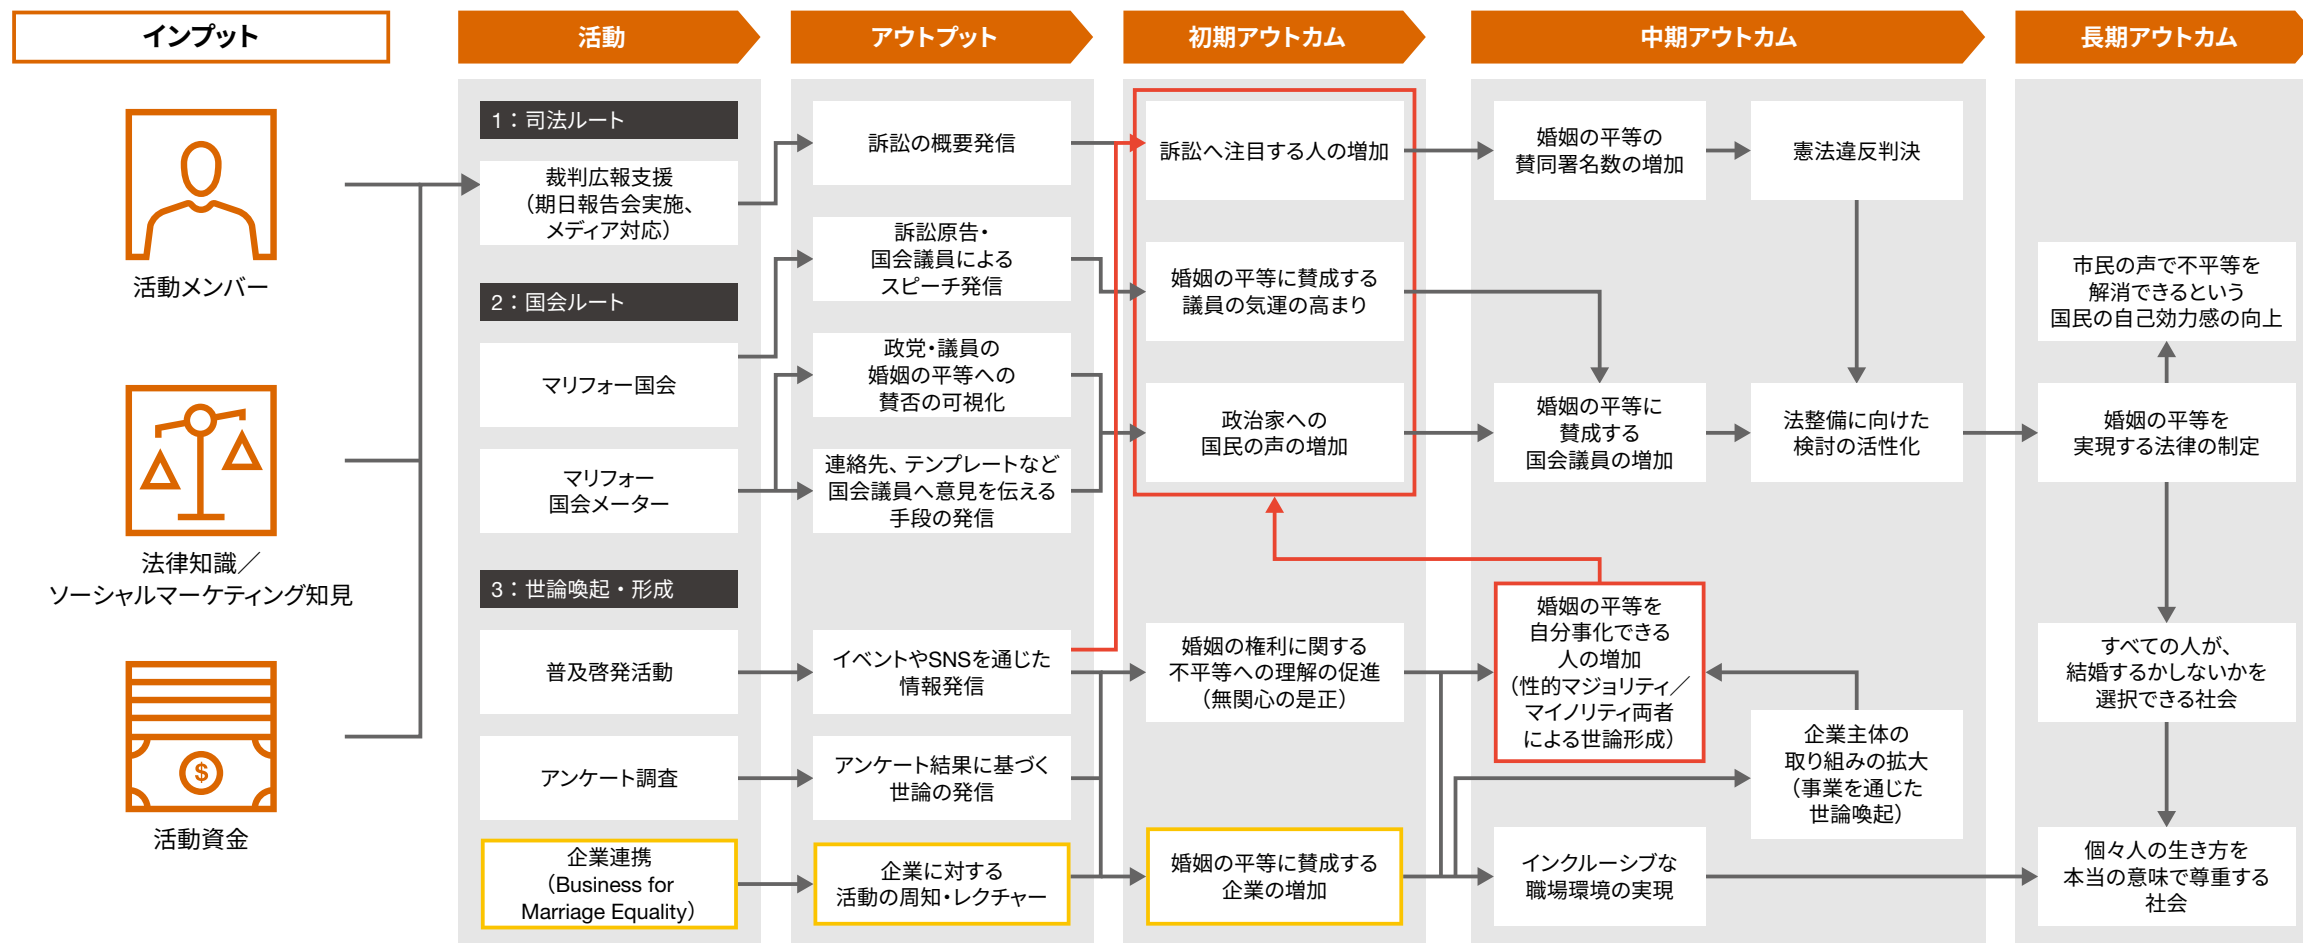 インプット
活動
アウトプット
初期アウトカム
中期アウトカム
長期アウトカム
活動メンバー
法律知識／
ソーシャルマーケティング知見
$
活動資金
1：司法ルート
裁判広報支援
（期日報告会実施、
メディア対応）
2：国会ルート
マリフォー国会
マリフォー
国会メーター
3：世論喚起・形成
普及啓発活動
アンケート調査
企業連携
（Business for
Marriage Equality）
訴訟の概要発信
訴訟原告・
国会議員による
スピーチ発信
政党・議員の
婚姻の平等への
賛否の可視化
連絡先、テンプレートなど
国会議員へ意見を伝える
手段の発信
イベントやSNSを通じた
情報発信
アンケート結果に基づく
世論の発信
企業に対する
活動の周知・レクチャー
訴訟へ注目する人の増加
婚姻の平等に賛成する
議員の気運の高まり
政治家への
国民の声の増加
婚姻の権利に関する
不平等への理解の促進
（無関心の是正）
婚姻の平等に賛成する
企業の増加
婚姻の平等の
賛同署名数の増加
憲法違反判決
婚姻の平等に
賛成する
国会議員の増加
法整備に向けた
検討の活性化
婚姻の平等を
自分事化できる
人の増加
（性的マジョリティ／
マイノリティ両者
による世論形成）
企業主体の
取り組みの拡大
（事業を通じた
世論喚起）
インクルーシブな
職場環境の実現
市民の声で不平等を
解消できるという
国民の自己効力感の向上
婚姻の平等を
実現する法律の制定
すべての人が、
結婚するかしないかを
選択できる社会
個々人の生き方を
本当の意味で尊重する
社会